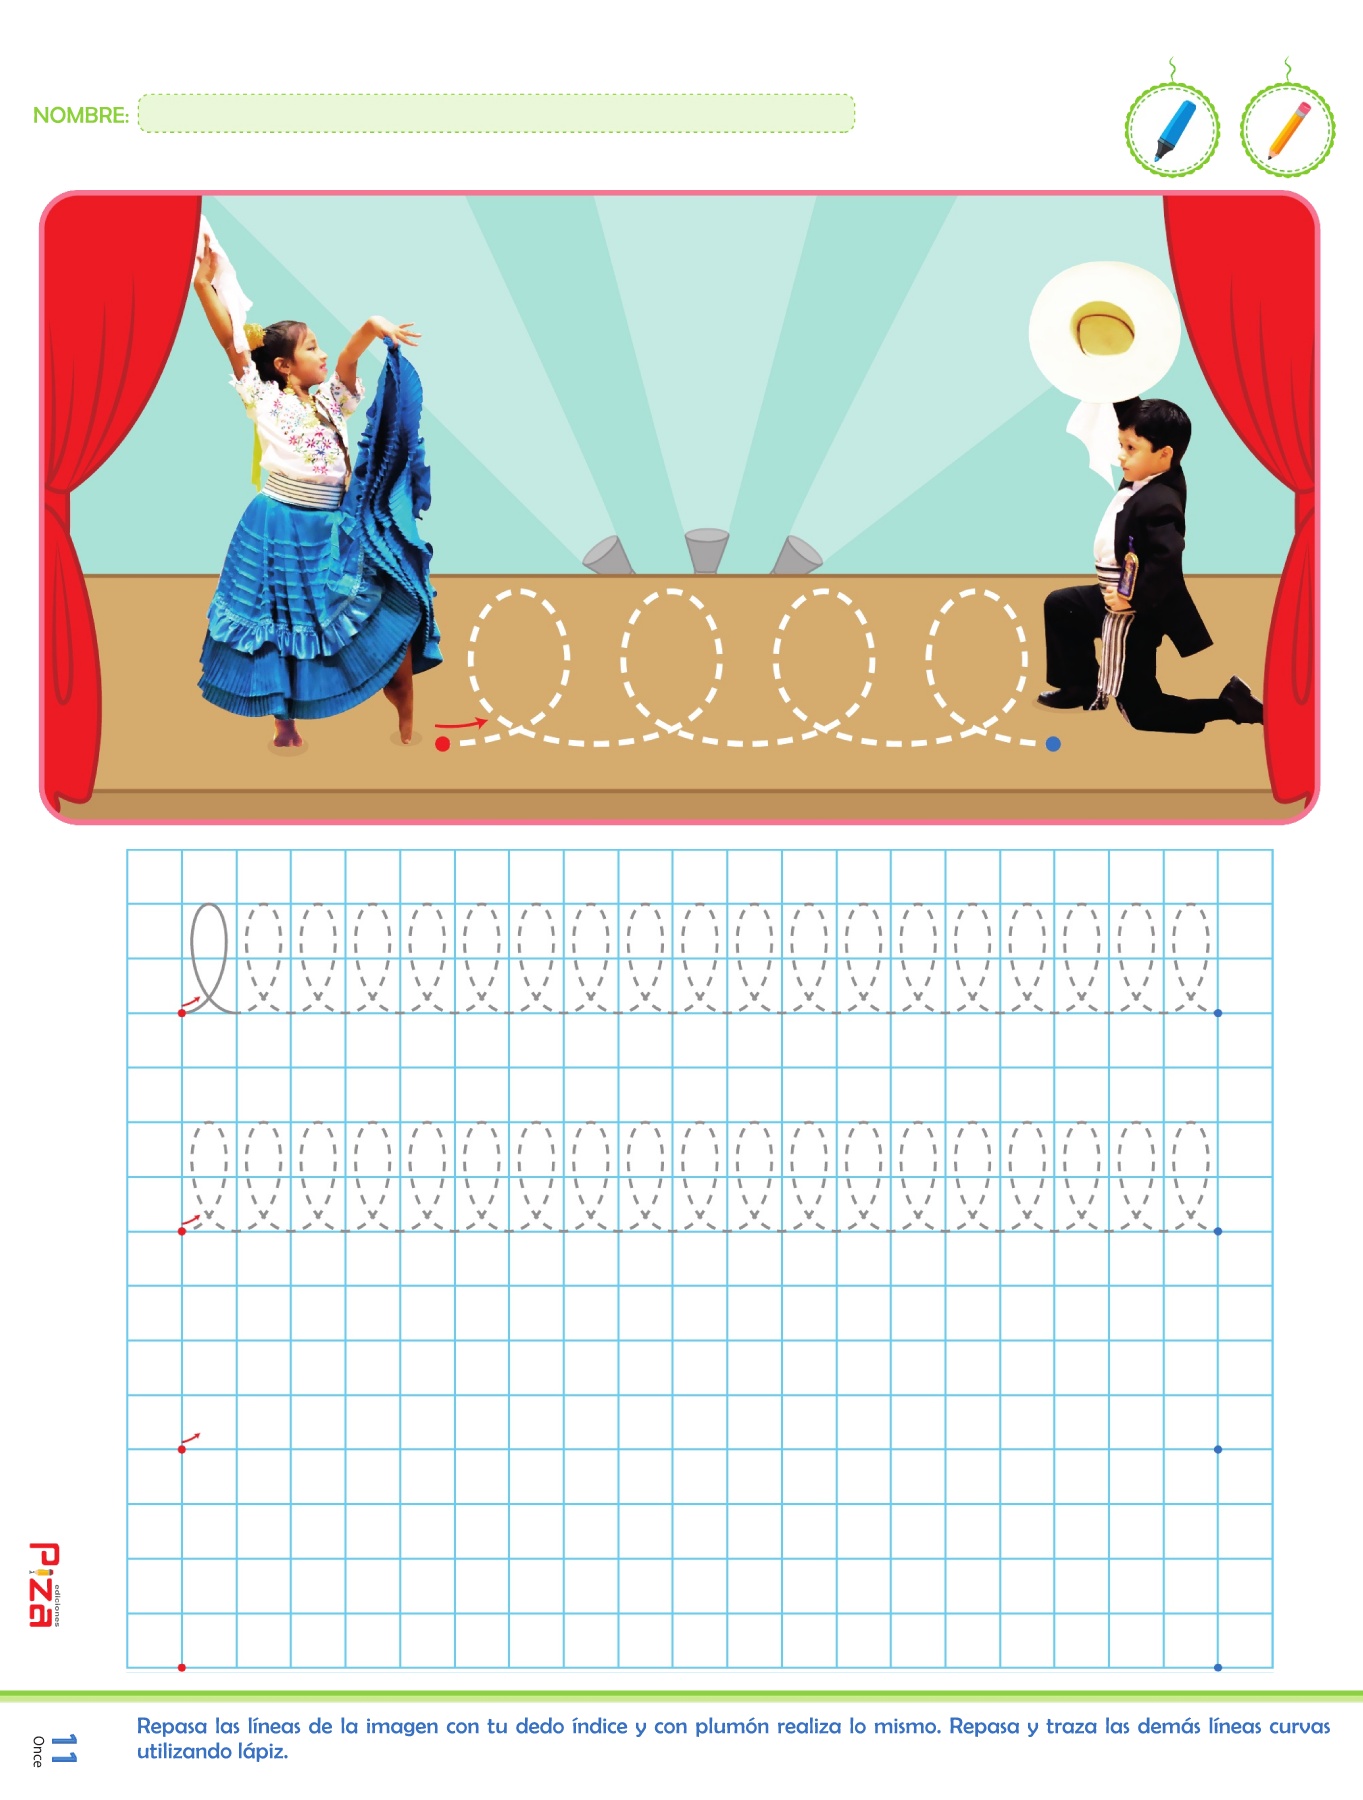 NOMBRE:
Piza
ediciones
11
Once
Repasa las líneas de la imagen con tu dedo índice y con plumón realiza lo mismo. Repasa y traza las demás líneas curvas
utilizando lápiz.